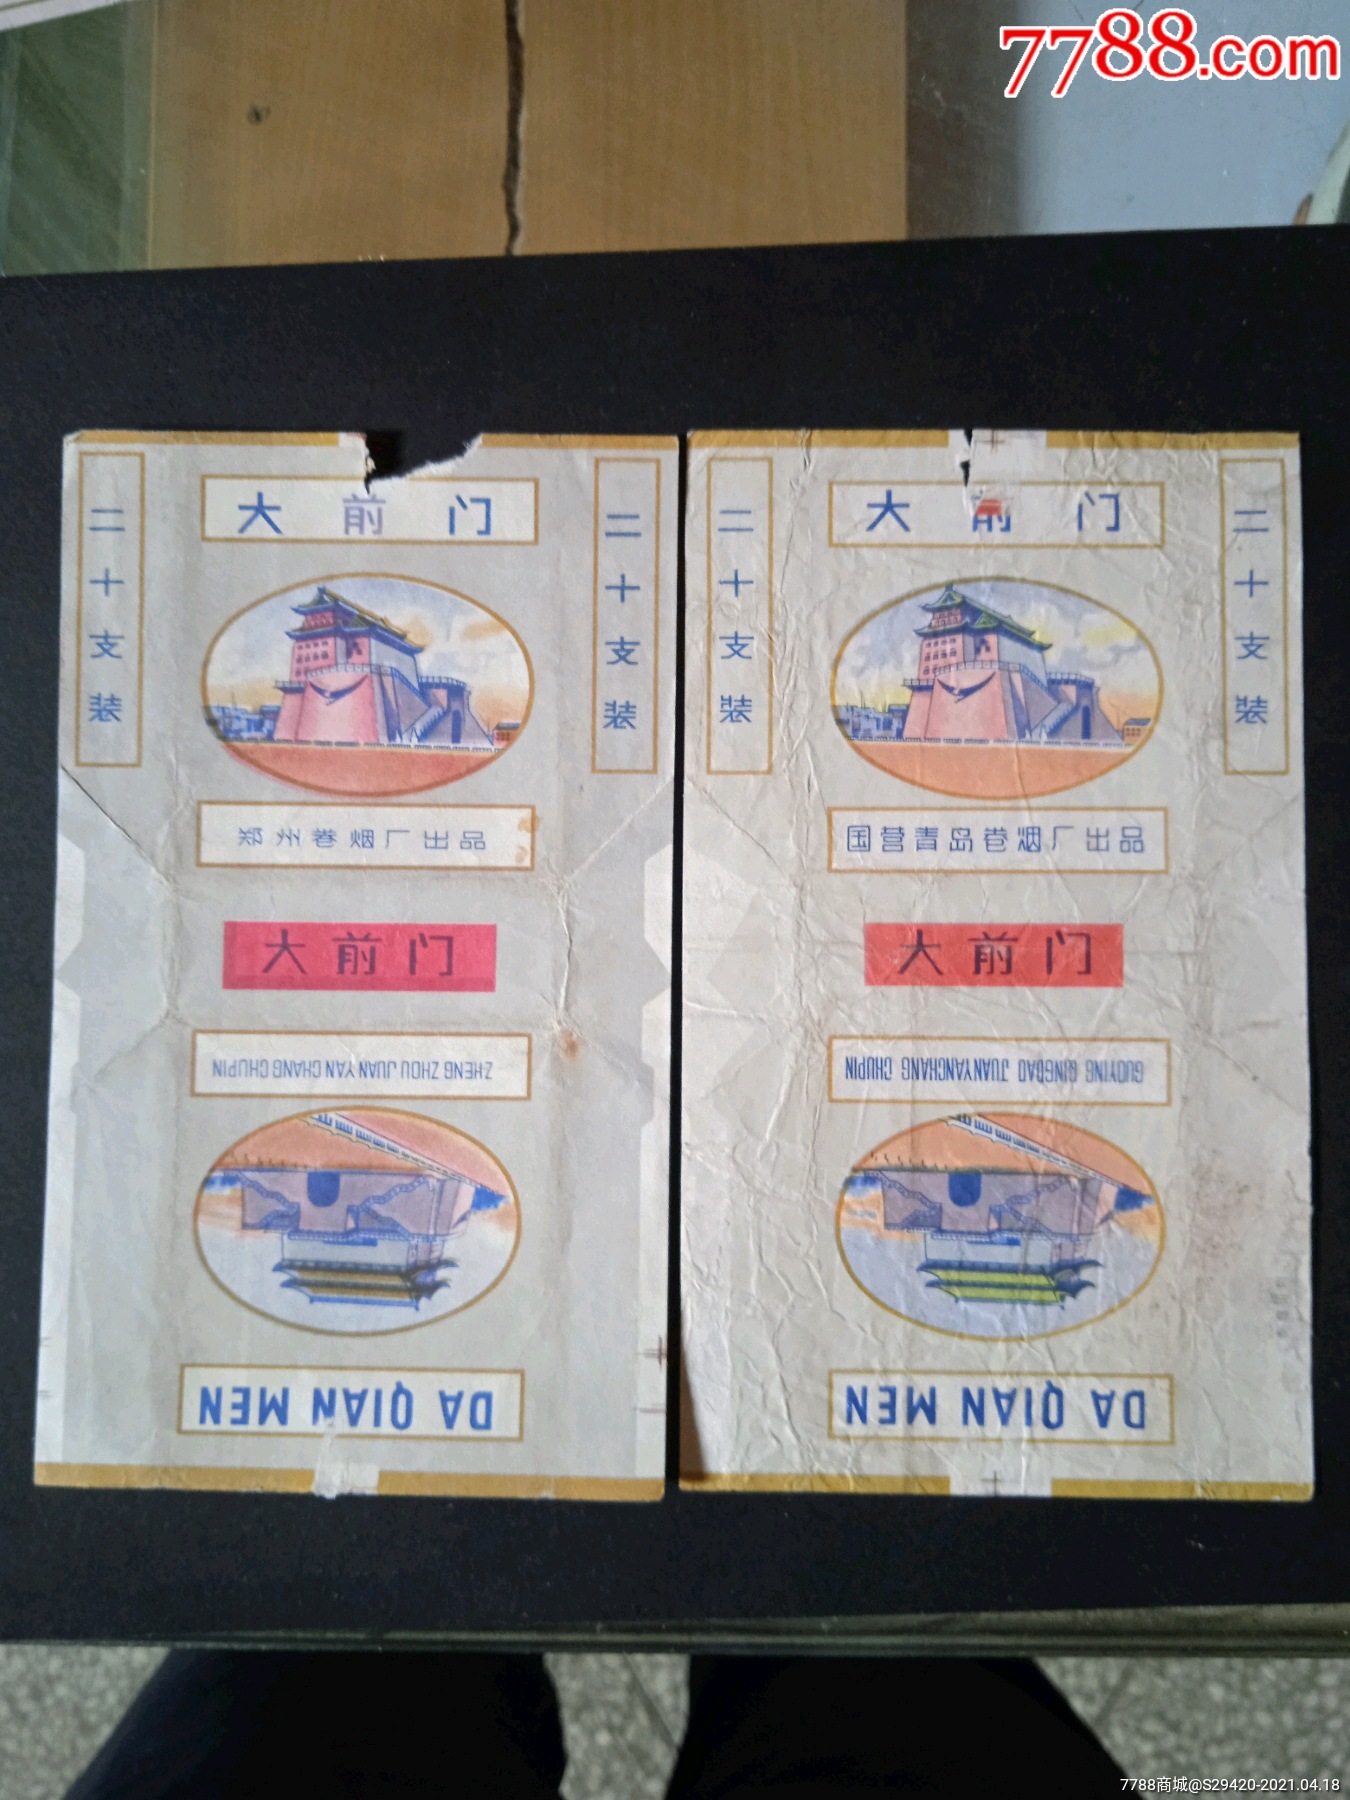 7788.com
二十支装
大前门
二十支装
郑州卷烟厂出品
大前门
ZHENG ZHOU JUAN YAN CHANG CHUPIN
DA QIAN MEN
二十支装
大前门
二十支装
国营青岛卷烟厂出品
大前门
GUOYING QINGDAO JUANYANCHANG CHUPIN
DA QIAN MEN
7788商城@S29420-2021.04.18